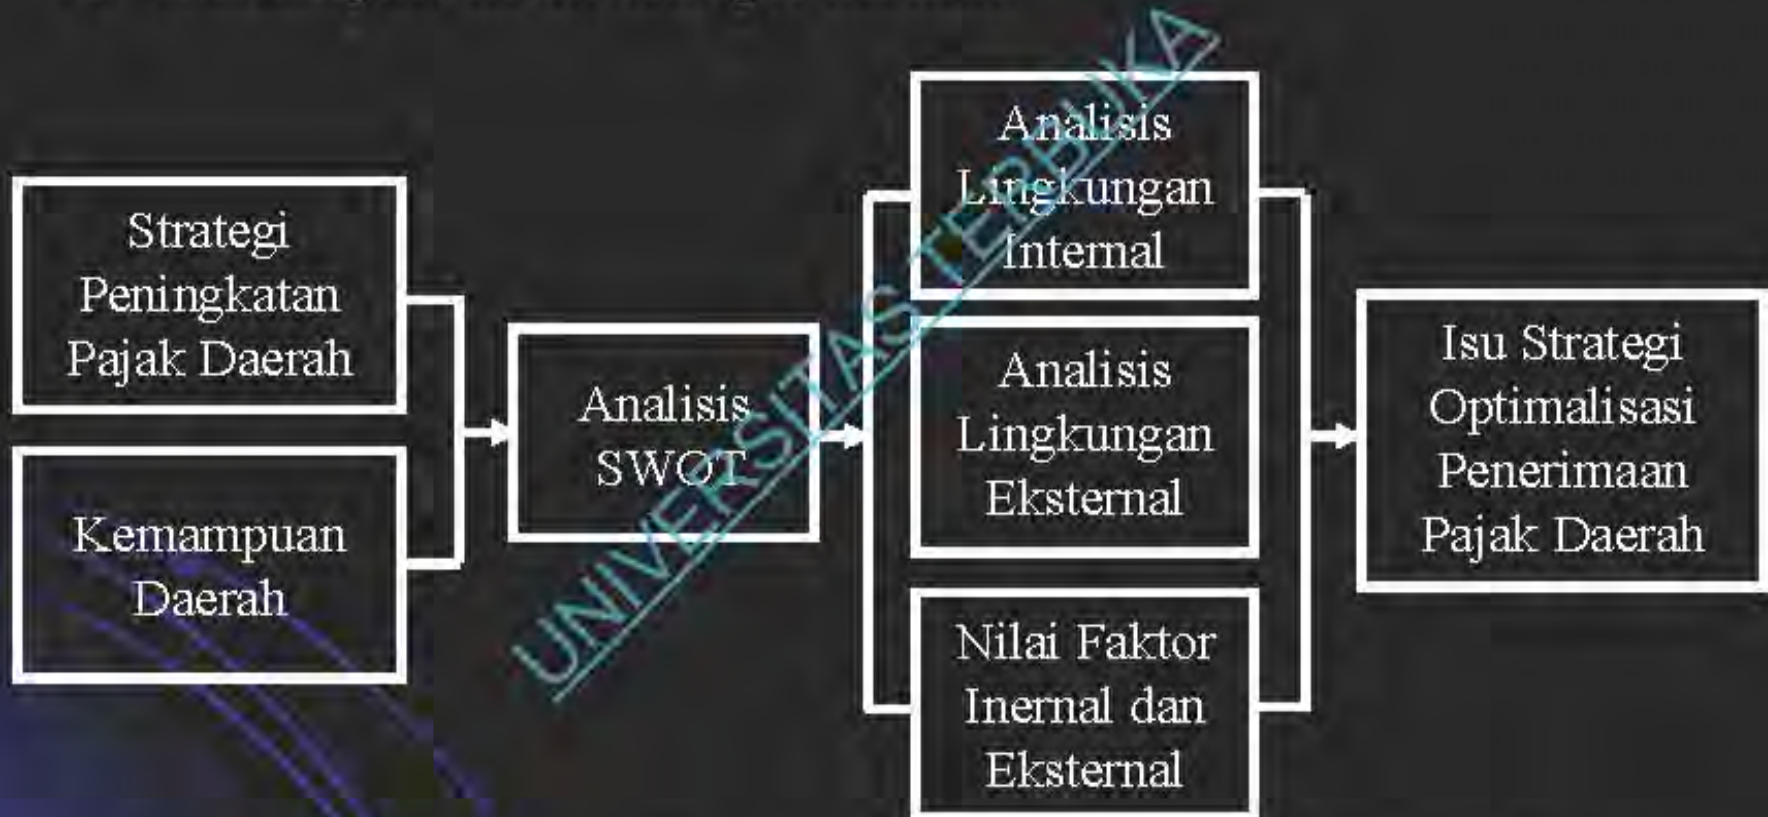 Strategi
Peningkatan
Pajak Daerah
Kemampuan
Daerah
Analisis
SWOT
Analisis
Lingkungan
Internal
Analisis
Lingkungan
Eksternal
Nilai Faktor
Inernal dan
Eksternal
Isu Strategi
Optimalisasi
Penerimaan
Pajak Daerah
UNIVERSITAS TERBUKA